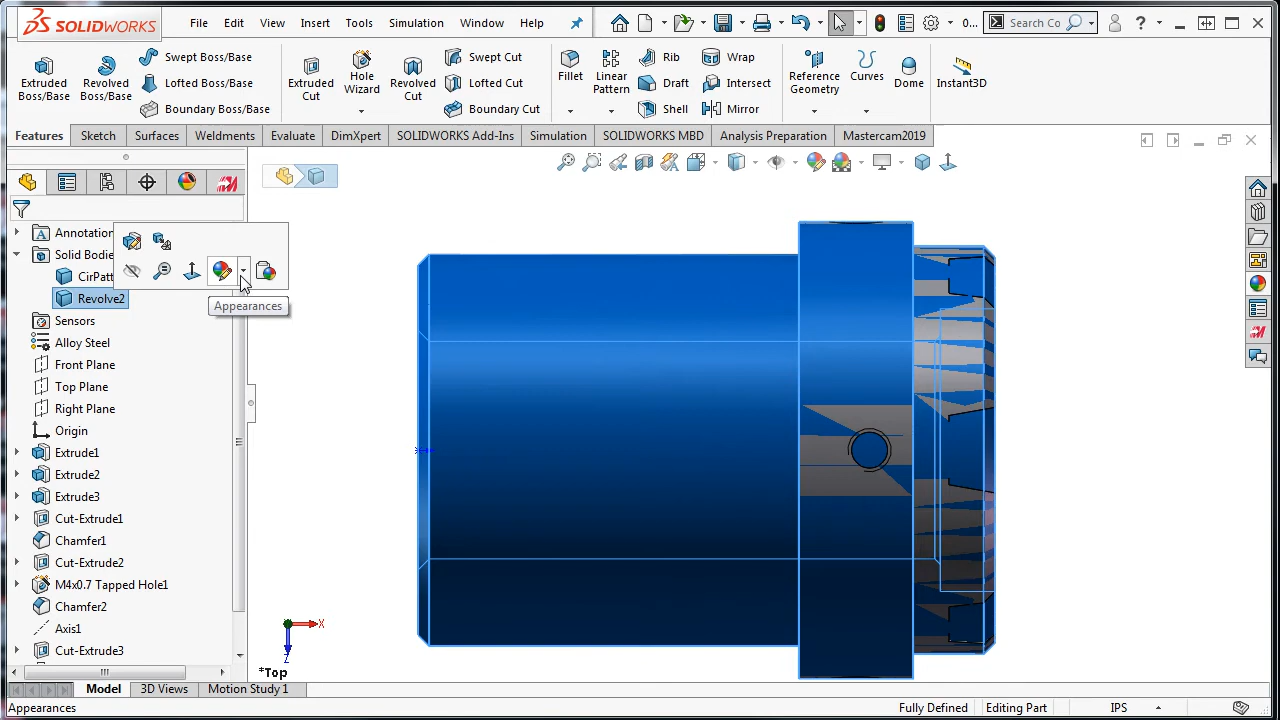 SOLIDWORKS File Edit View Insert Tools Simulation Window Help 0... Search Co ?
Extruded Boss/Base
Revolved Boss/Base
Swept Boss/Base
Lofted Boss/Base
Boundary Boss/Base
Extruded Cut
Hole Wizard
Revolved Cut
Swept Cut
Lofted Cut
Boundary Cut
Fillet
Linear Pattern
Rib
Draft
Shell
Wrap
Intersect
Mirror
Reference Geometry
Curves
Dome
Instant3D
Features Sketch Surfaces Weldments Evaluate DimXpert SOLIDWORKS Add-Ins Simulation SOLIDWORKS MBD Analysis Preparation Mastercam2019
Annotation
Solid Bodie
CirPatt
Revolve2
Appearances
Sensors
Alloy Steel
Front Plane
Top Plane
Right Plane
Origin
Extrude1
Extrude2
Extrude3
Cut-Extrude1
Chamfer1
Cut-Extrude2
M4x0.7 Tapped Hole1
Chamfer2
Axis1
Cut-Extrude3
X
Z
*Top
Model 3D Views Motion Study 1
Appearances Fully Defined Editing Part IPS